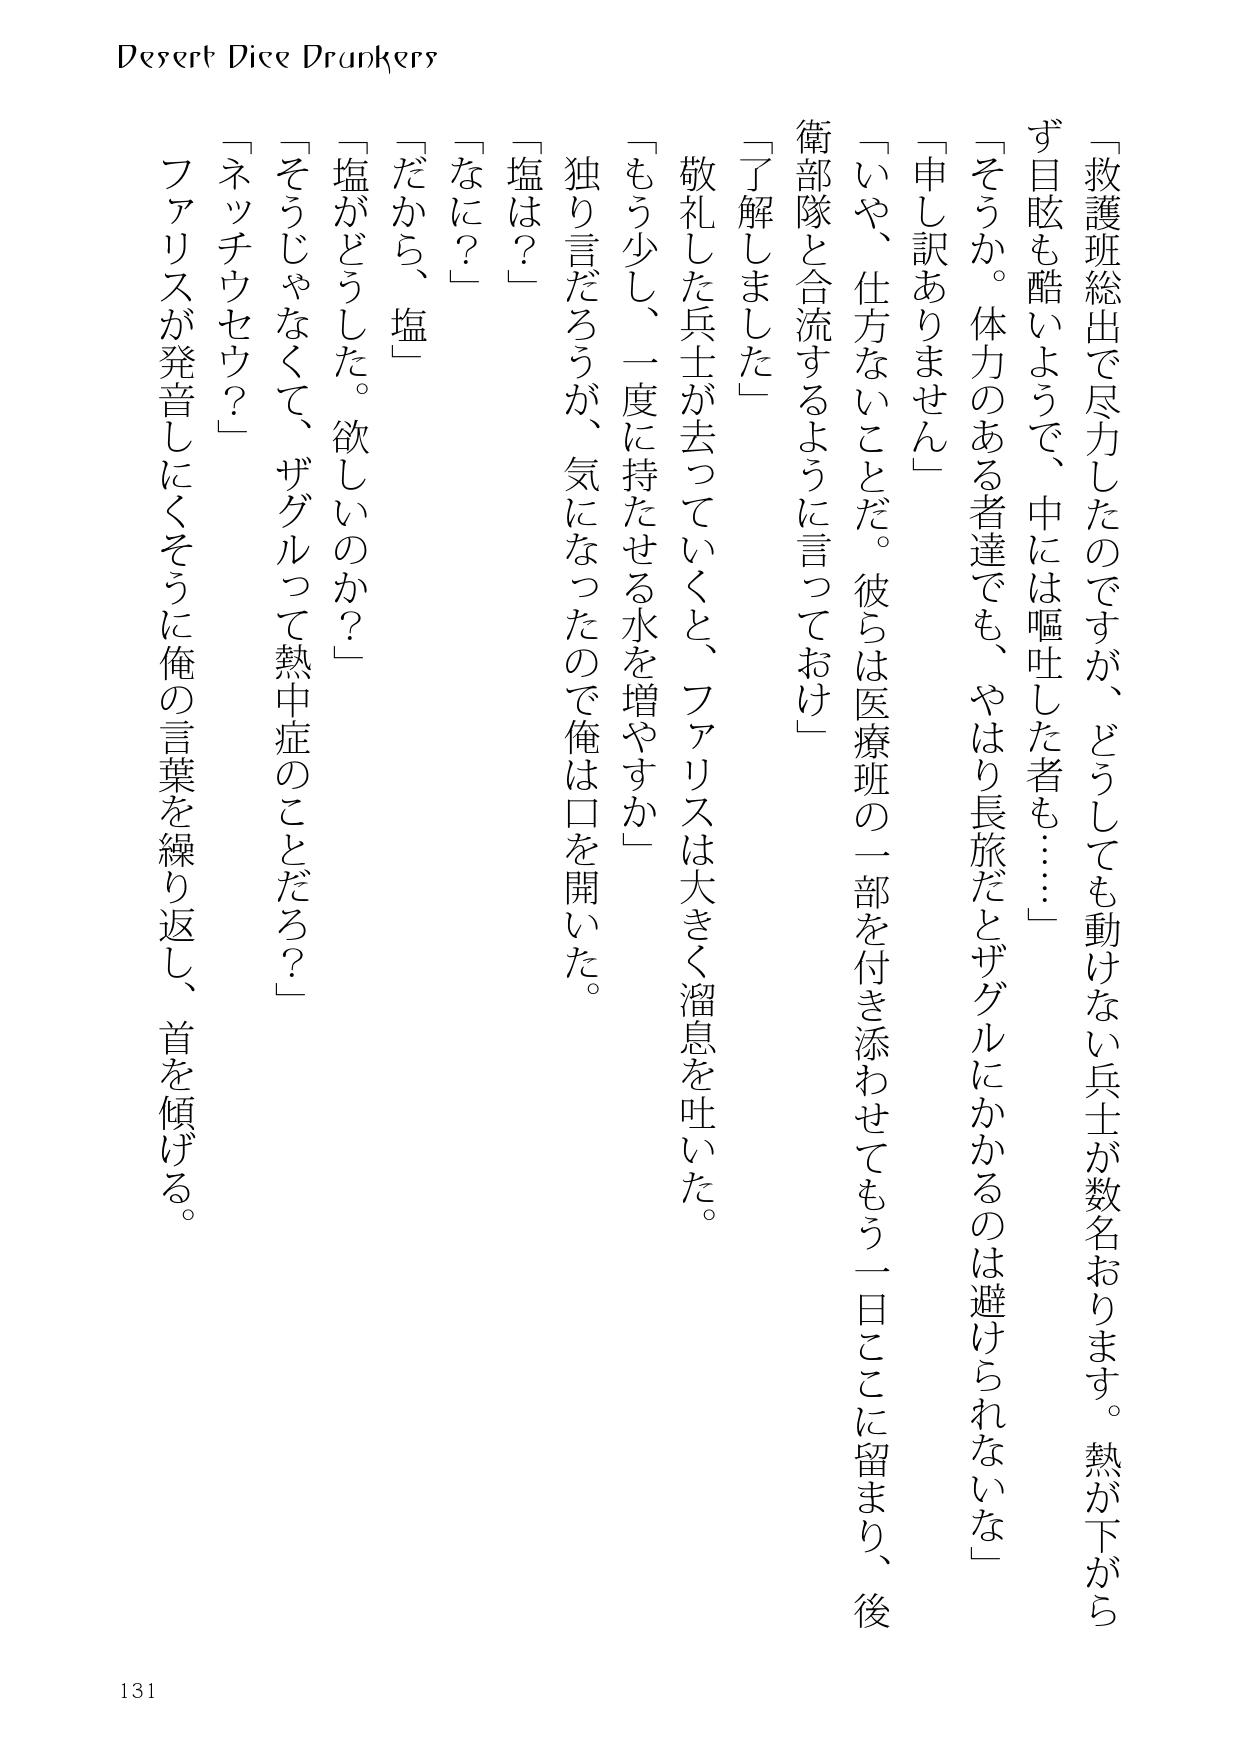 Desert Dice Drunkers
「救護班総出で尽力したのですが、どうしても動けない兵士が数名おります。熱が下がら
ず目眩も酷いようで、中には嘔吐した者も……」
「そうか。体力のある者達でも、やはり長旅だとザグルにかかるのは避けられないな」
「申し訳ありません」
「いや、仕方ないことだ。彼らは医療班の一部を付き添わせてもう一日ここに留まり、後
衛部隊と合流するように言っておけ」
「了解しました」
　敬礼した兵士が去っていくと、ファリスは大きく溜息を吐いた。
「もう少し、一度に持たせる水を増やすか」
　独り言だろうが、気になったので俺は口を開いた。
「塩は？」
「なに？」
「だから、塩」
「塩がどうした。欲しいのか？」
「そうじゃなくて、ザグルって熱中症のことだろ？」
「ネッチウセウ？」
　ファリスが発音しにくそうに俺の言葉を繰り返し、首を傾げる。
131